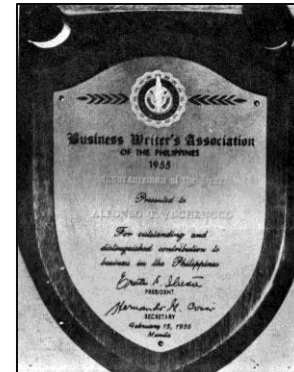 Business Writer's Association
OF THE PHILIPPINES
1955
Presented to
ALFONSO T. YUCHENGCO
For outstanding and
distinguished contribution to
business in the Philippines
PRESIDENT
SECRETARY
February 15, 1956
Manila